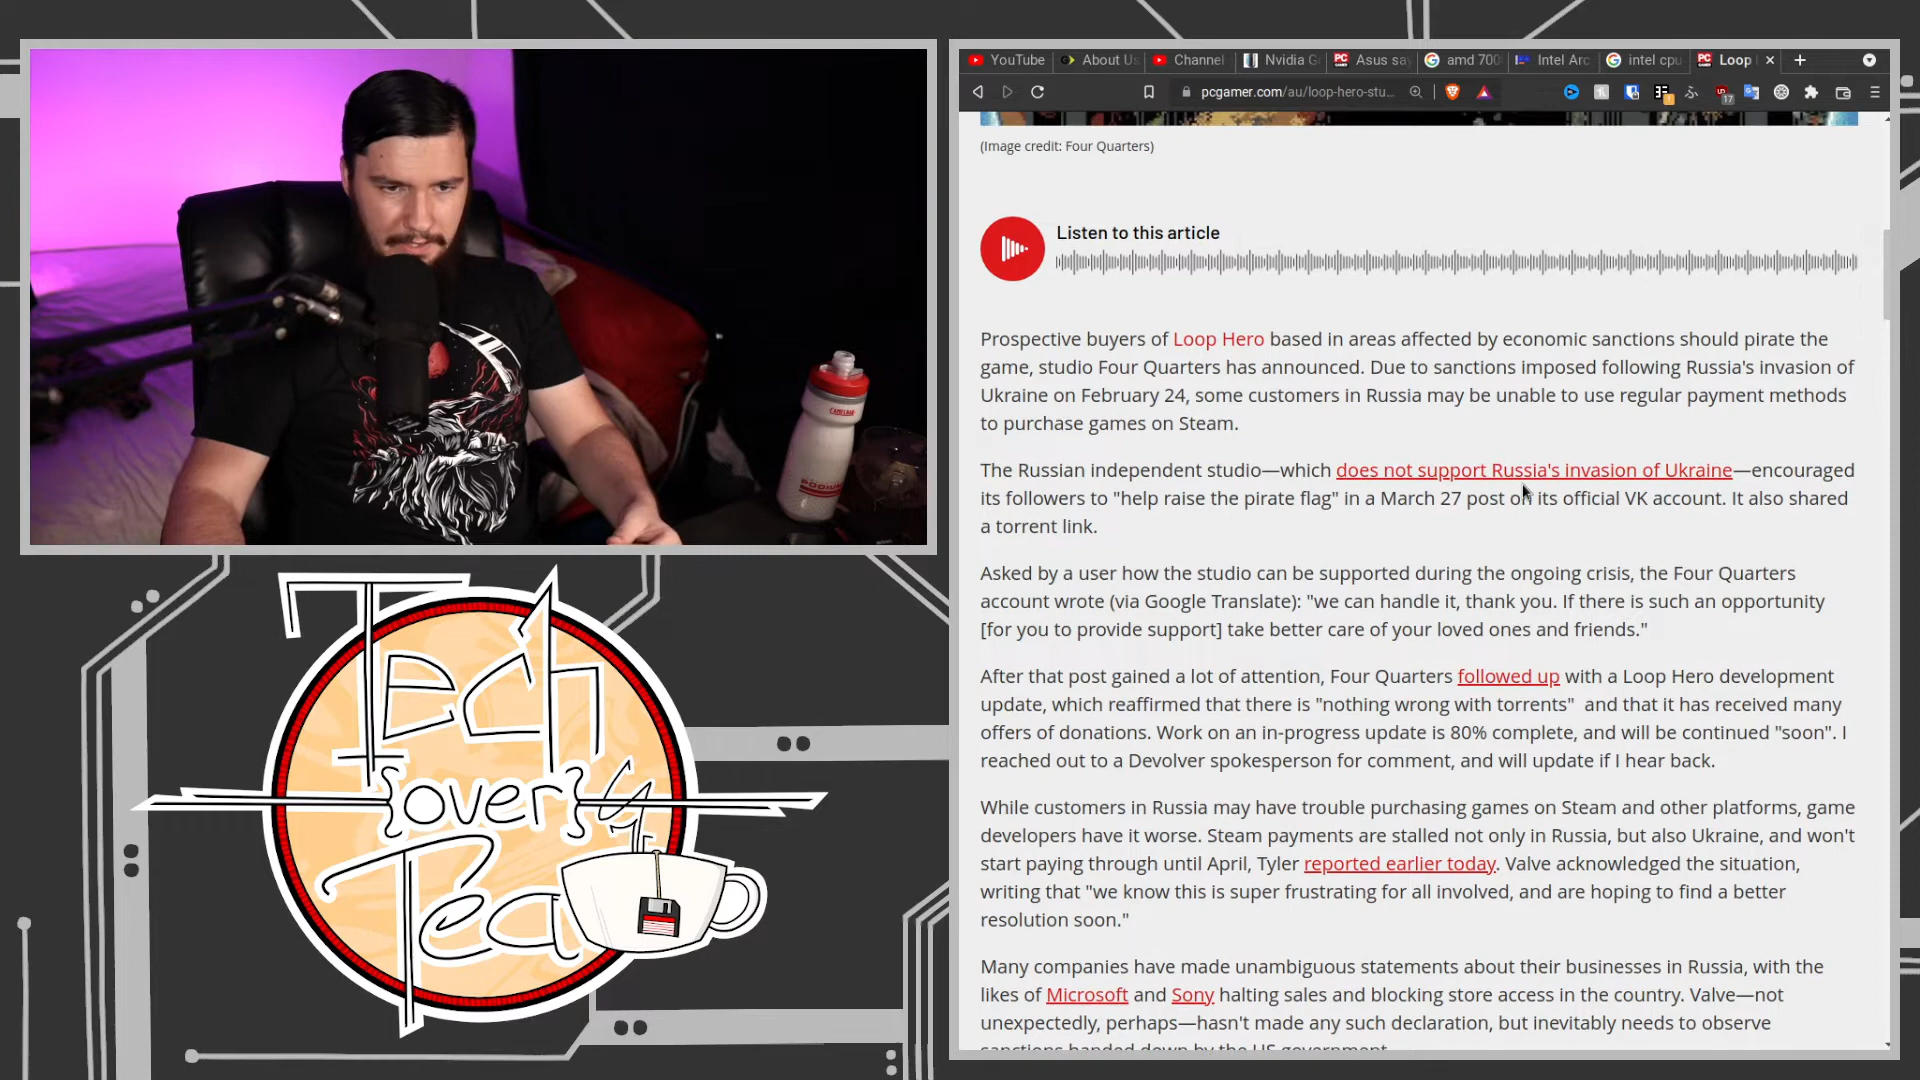 YouTube
About Us
Channel
Nvidia G
Asus say
amd 700
Intel Arc
intel cpu
Loop
pcgamer.com/au/loop-hero-stu...
17
(Image credit: Four Quarters)
Listen to this article
Prospective buyers of Loop Hero based in areas affected by economic sanctions should pirate the
game, studio Four Quarters has announced. Due to sanctions imposed following Russia's invasion of
Ukraine on February 24, some customers in Russia may be unable to use regular payment methods
to purchase games on Steam.
The Russian independent studio—which does not support Russia's invasion of Ukraine—encouraged
its followers to "help raise the pirate flag" in a March 27 post on its official VK account. It also shared
a torrent link.
Asked by a user how the studio can be supported during the ongoing crisis, the Four Quarters
account wrote (via Google Translate): "we can handle it, thank you. If there is such an opportunity
[for you to provide support] take better care of your loved ones and friends."
After that post gained a lot of attention, Four Quarters followed up with a Loop Hero development
update, which reaffirmed that there is "nothing wrong with torrents" and that it has received many
offers of donations. Work on an in-progress update is 80% complete, and will be continued "soon". I
reached out to a Devolver spokesperson for comment, and will update if I hear back.
While customers in Russia may have trouble purchasing games on Steam and other platforms, game
developers have it worse. Steam payments are stalled not only in Russia, but also Ukraine, and won't
start paying through until April, Tyler reported earlier today. Valve acknowledged the situation,
writing that "we know this is super frustrating for all involved, and are hoping to find a better
resolution soon."
Many companies have made unambiguous statements about their businesses in Russia, with the
likes of Microsoft and Sony halting sales and blocking store access in the country. Valve—not
unexpectedly, perhaps—hasn't made any such declaration, but inevitably needs to observe
sanctions handed down by the US government.
Tech
{over}
Tea
CAMELBAK
PODIUM